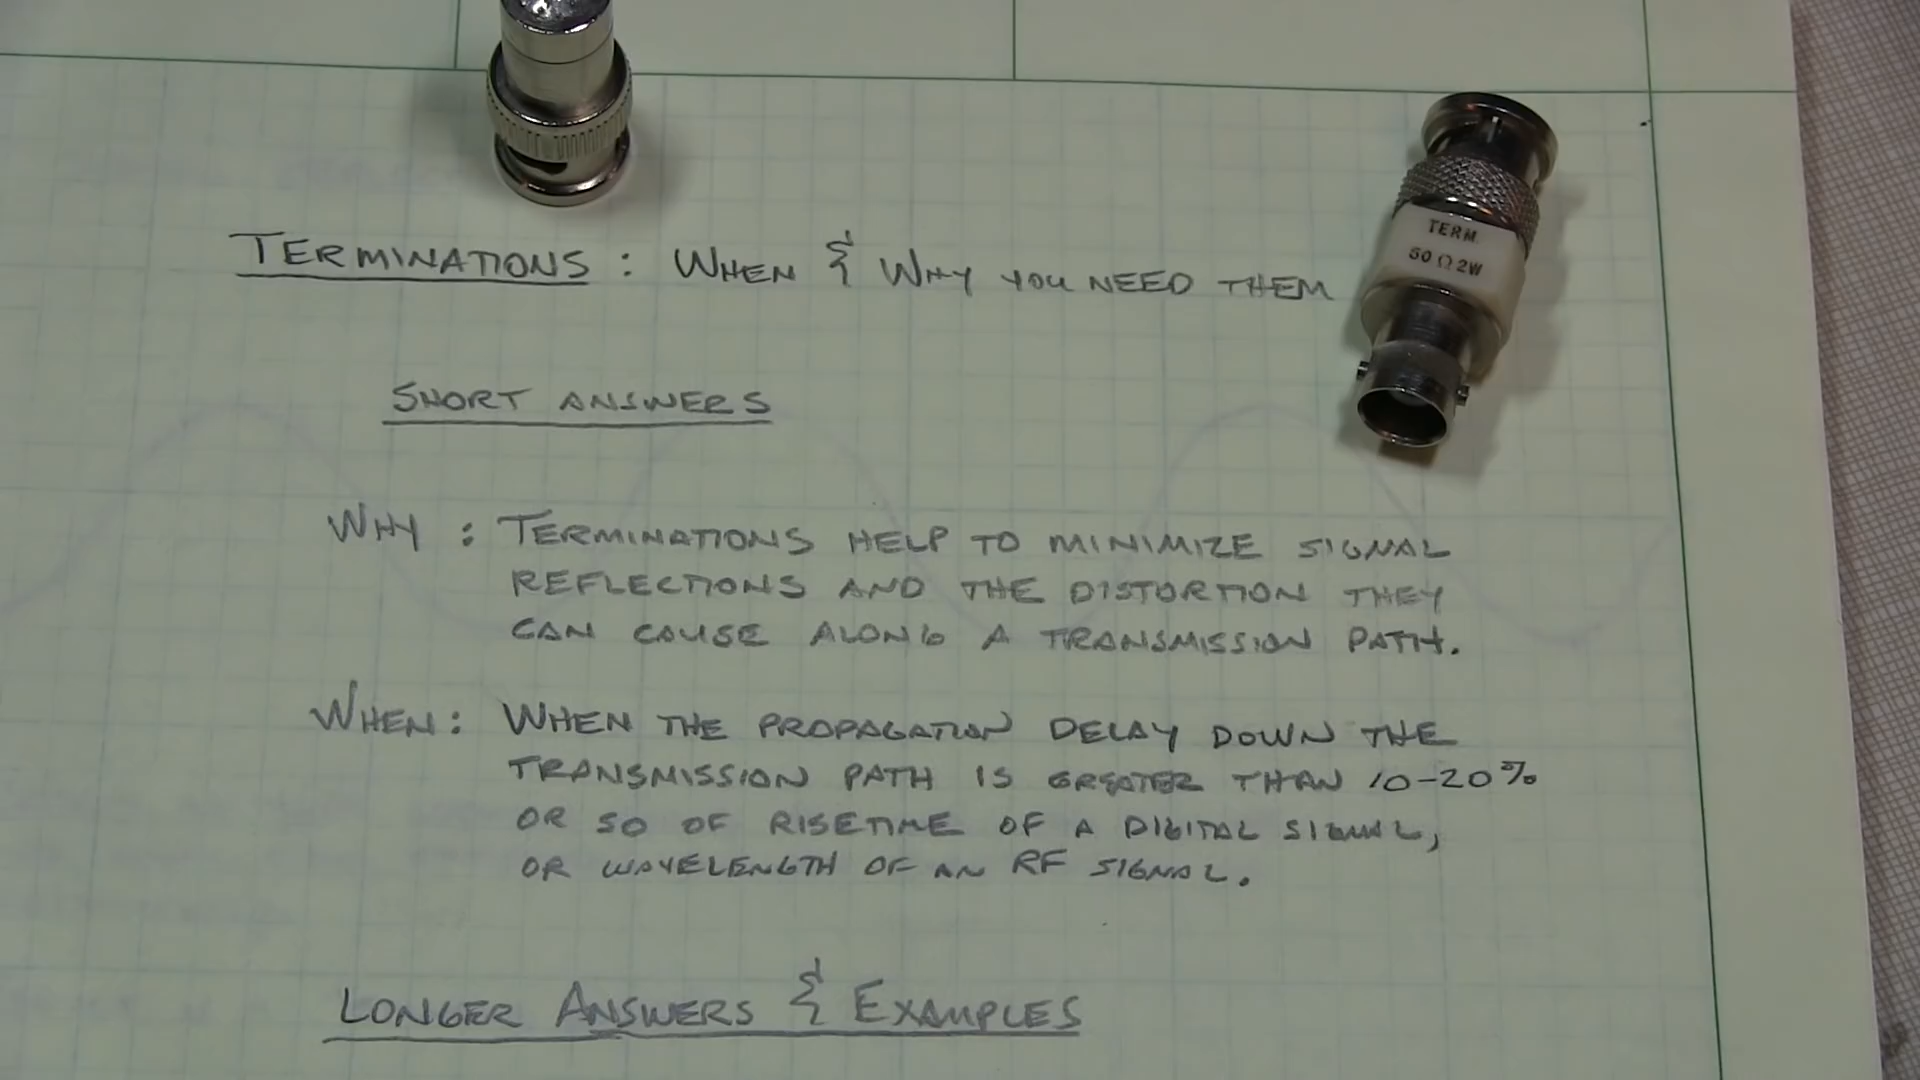 TERMINATIONS : WHEN & WHY YOU NEED THEM
TERM.
50 Ω 2W
SHORT ANSWERS
WHY : TERMINATIONS HELP TO MINIMIZE SIGNAL
REFLECTIONS AND THE DISTORTION THEY
CAN CAUSE ALONG A TRANSMISSION PATH.
WHEN : WHEN THE PROPAGATION DELAY DOWN THE
TRANSMISSION PATH IS GREATER THAN 10-20%
OR SO OF RISETIME OF A DIGITAL SIGNAL,
OR WAVELENGTH OF AN RF SIGNAL.
LONGER ANSWERS & EXAMPLES